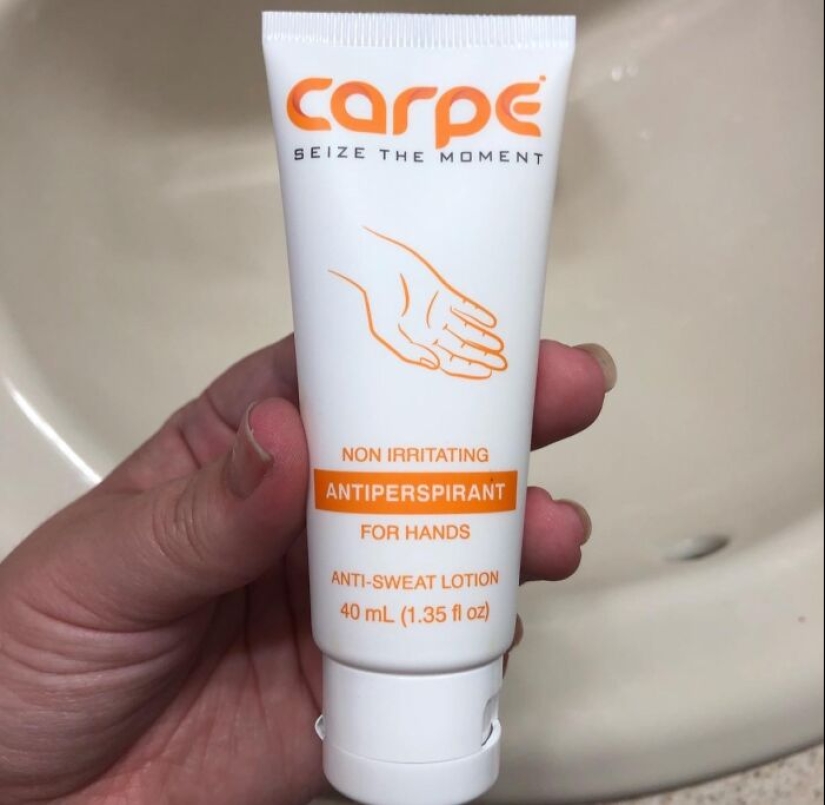 carpe
SEIZE THE MOMENT
NON IRRITATING
ANTIPERSPIRANT
FOR HANDS
ANTI-SWEAT LOTION
40 mL (1.35 fl oz)